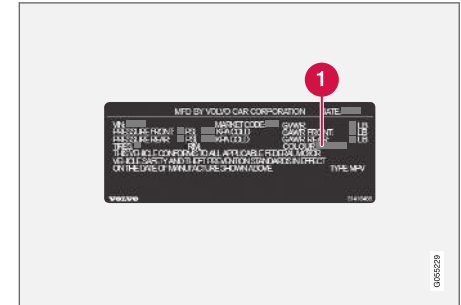 1
MFD BY VOLVO CAR CORPORATION DATE
VIN MARKET CODE GVWR LB
PRESSURE FRONT: PSI KPA COLD GAWR FRONT LB
PRESSURE REAR: PSI KPA COLD GAWR REAR LB
TIRES RIM COLOUR
THIS VEHICLE CONFORMS TO ALL APPLICABLE FEDERAL MOTOR
VEHICLE SAFETY AND THEFT PREVENTION STANDARDS IN EFFECT
ON THE DATE OF MANUFACTURE SHOWN ABOVE. TYPE: MPV
VOLVO
G055229